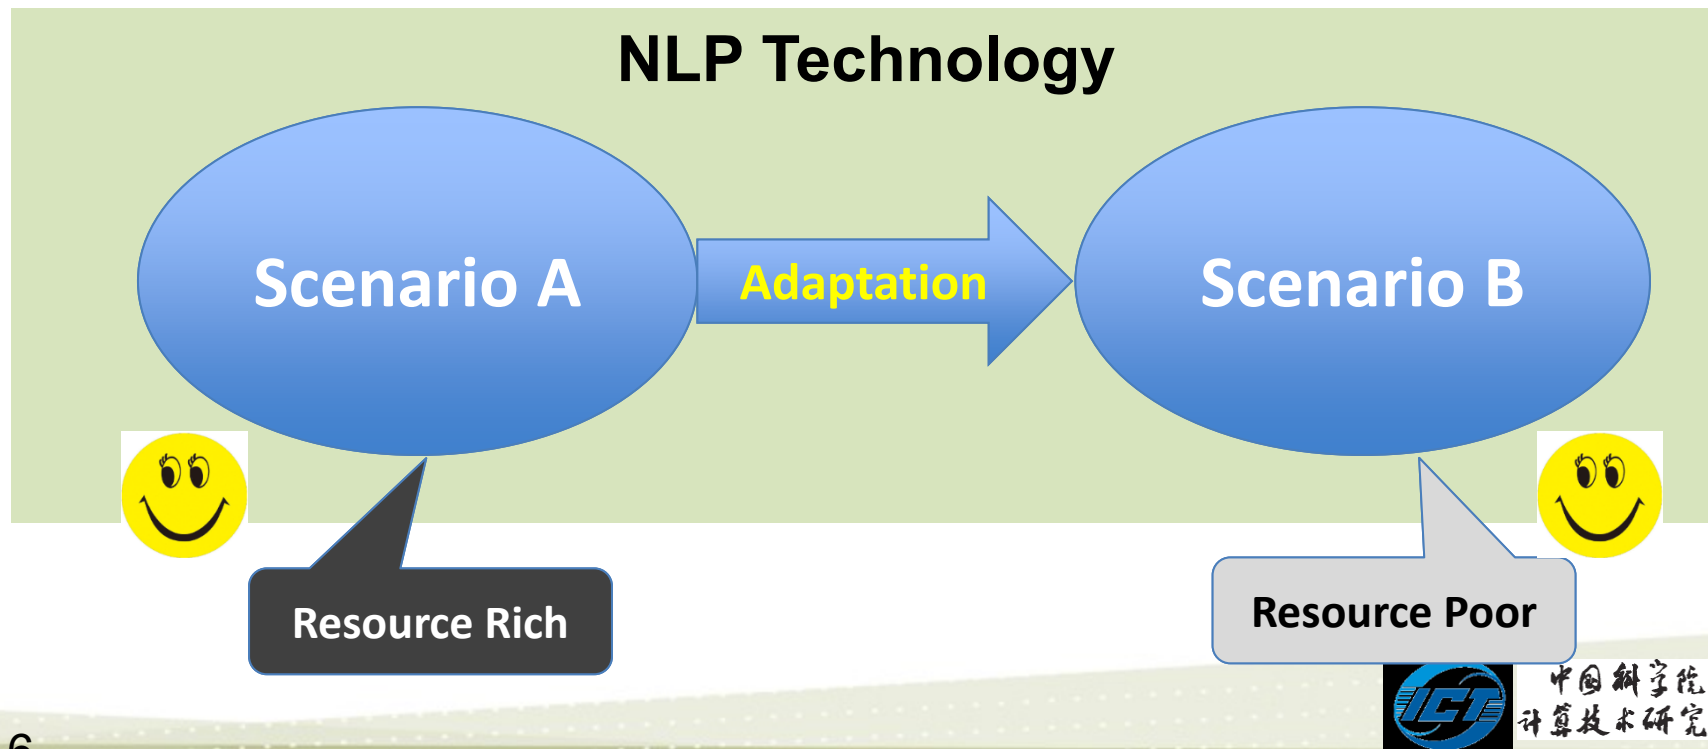 NLP Technology
Scenario A
Adaptation
Scenario B
Resource Rich
Resource Poor
ICT
中国科学院
计算技术研究
6